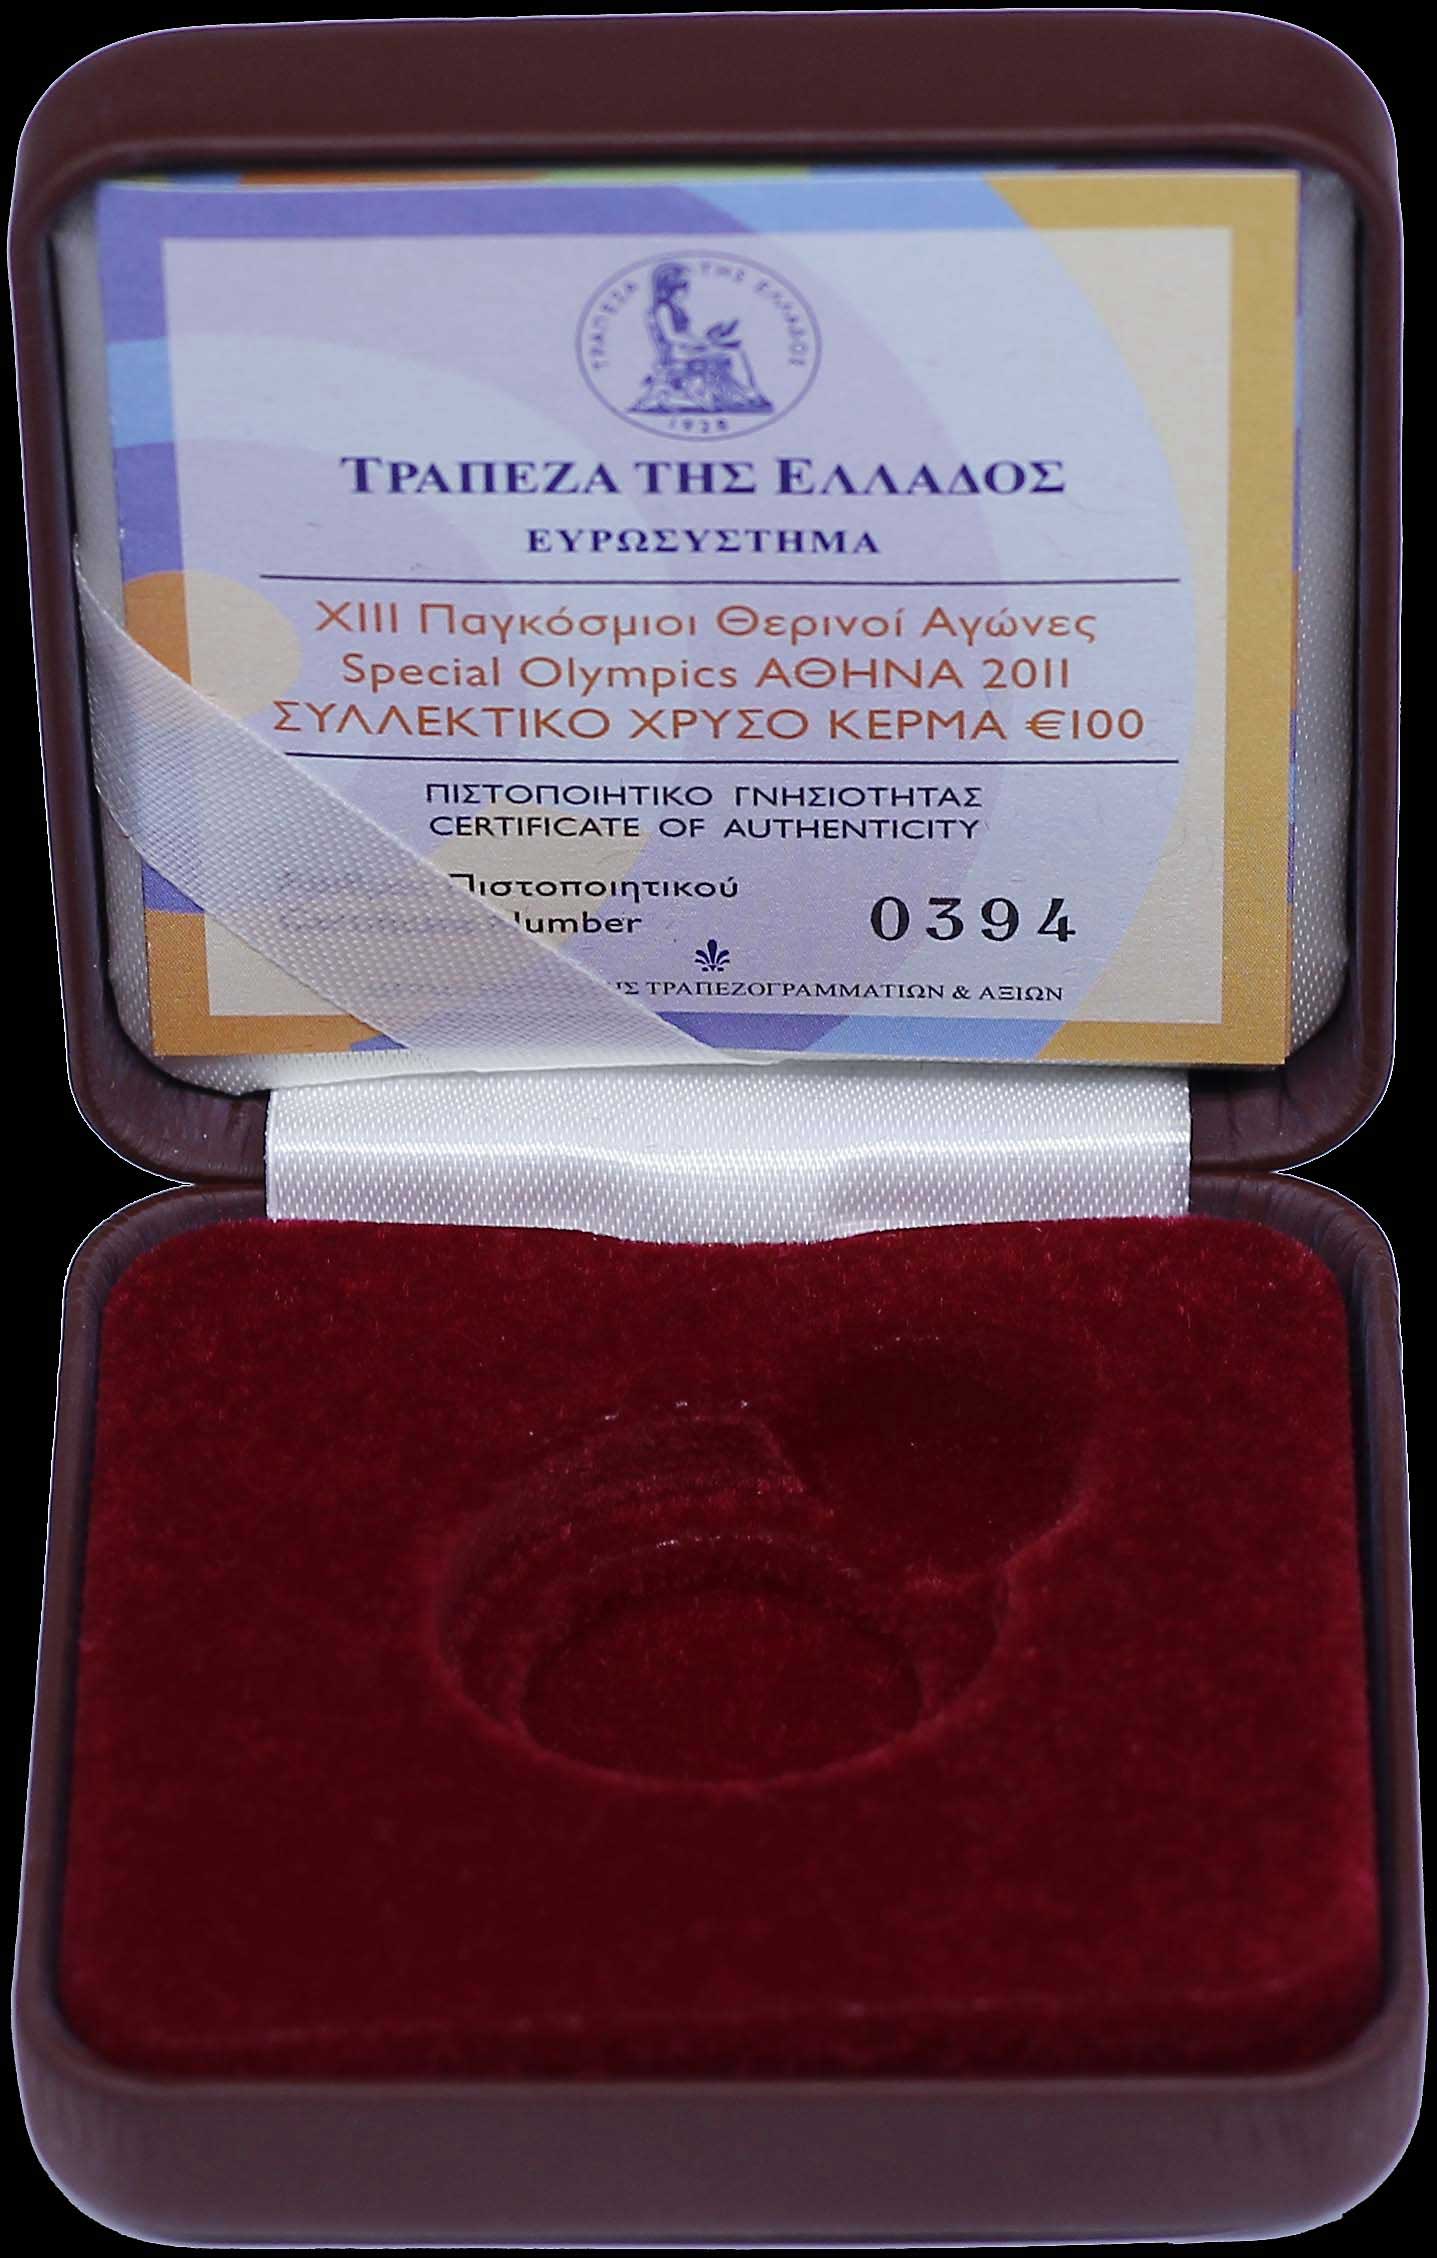 ΤΡΑΠΕΖΑ ΤΗΣ ΕΛΛΑΔΟΣ
1928
ΤΡΑΠΕΖΑ ΤΗΣ ΕΛΛΑΔΟΣ
ΕΥΡΩΣΥΣΤΗΜΑ
XIII Παγκόσμιοι Θερινοί Αγώνες
Special Olympics ΑΘΗΝΑ 2011
ΣΥΛΛΕΚΤΙΚΟ ΧΡΥΣΟ ΚΕΡΜΑ €100
ΠΙΣΤΟΠΟΙΗΤΙΚΟ ΓΝΗΣΙΟΤΗΤΑΣ
CERTIFICATE OF AUTHENTICITY
Πιστοποιητικού
0394
ΤΡΑΠΕΖΟΓΡΑΜΜΑΤΙΩΝ & ΑΞΙΩΝ